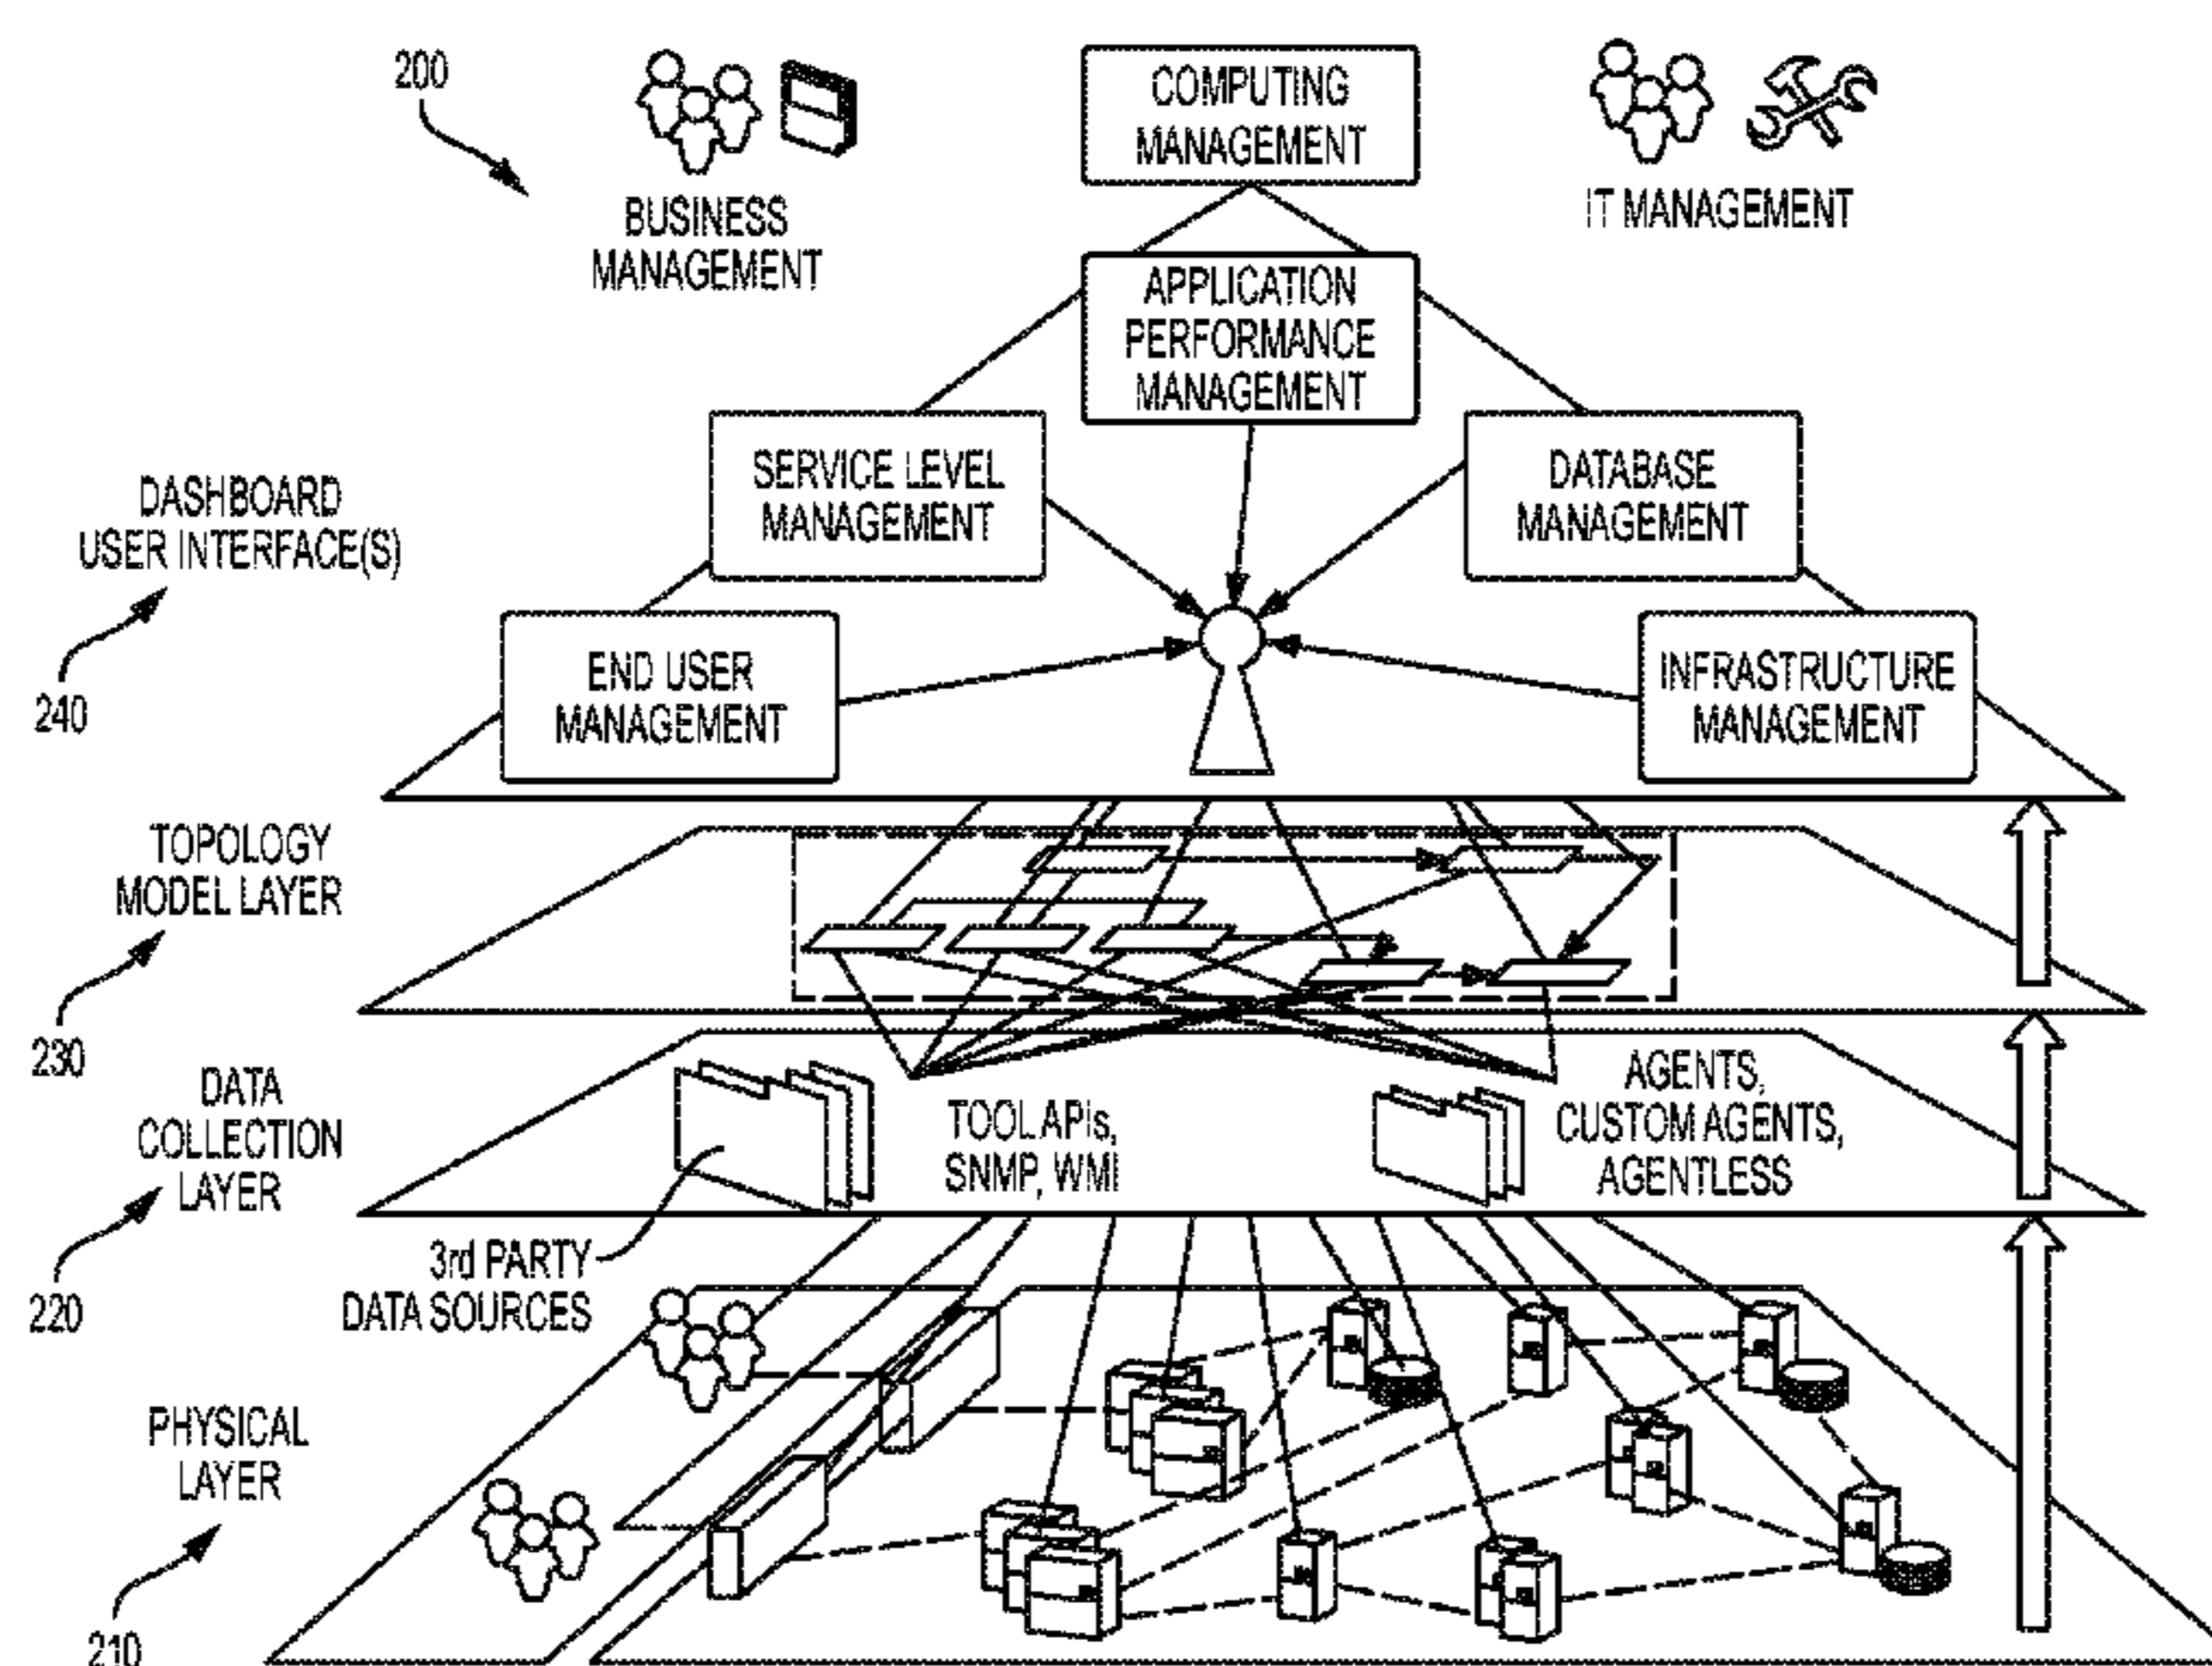 200
BUSINESS
MANAGEMENT
COMPUTING
MANAGEMENT
IT MANAGEMENT
APPLICATION
PERFORMANCE
MANAGEMENT
SERVICE LEVEL
MANAGEMENT
DATABASE
MANAGEMENT
DASHBOARD
USER INTERFACE(S)
240
END USER
MANAGEMENT
INFRASTRUCTURE
MANAGEMENT
TOPOLOGY
MODEL LAYER
230
DATA
COLLECTION
LAYER
220
TOOL APIs,
SNMP, WMI
AGENTS,
CUSTOM AGENTS,
AGENTLESS
3rd PARTY
DATA SOURCES
PHYSICAL
LAYER
210